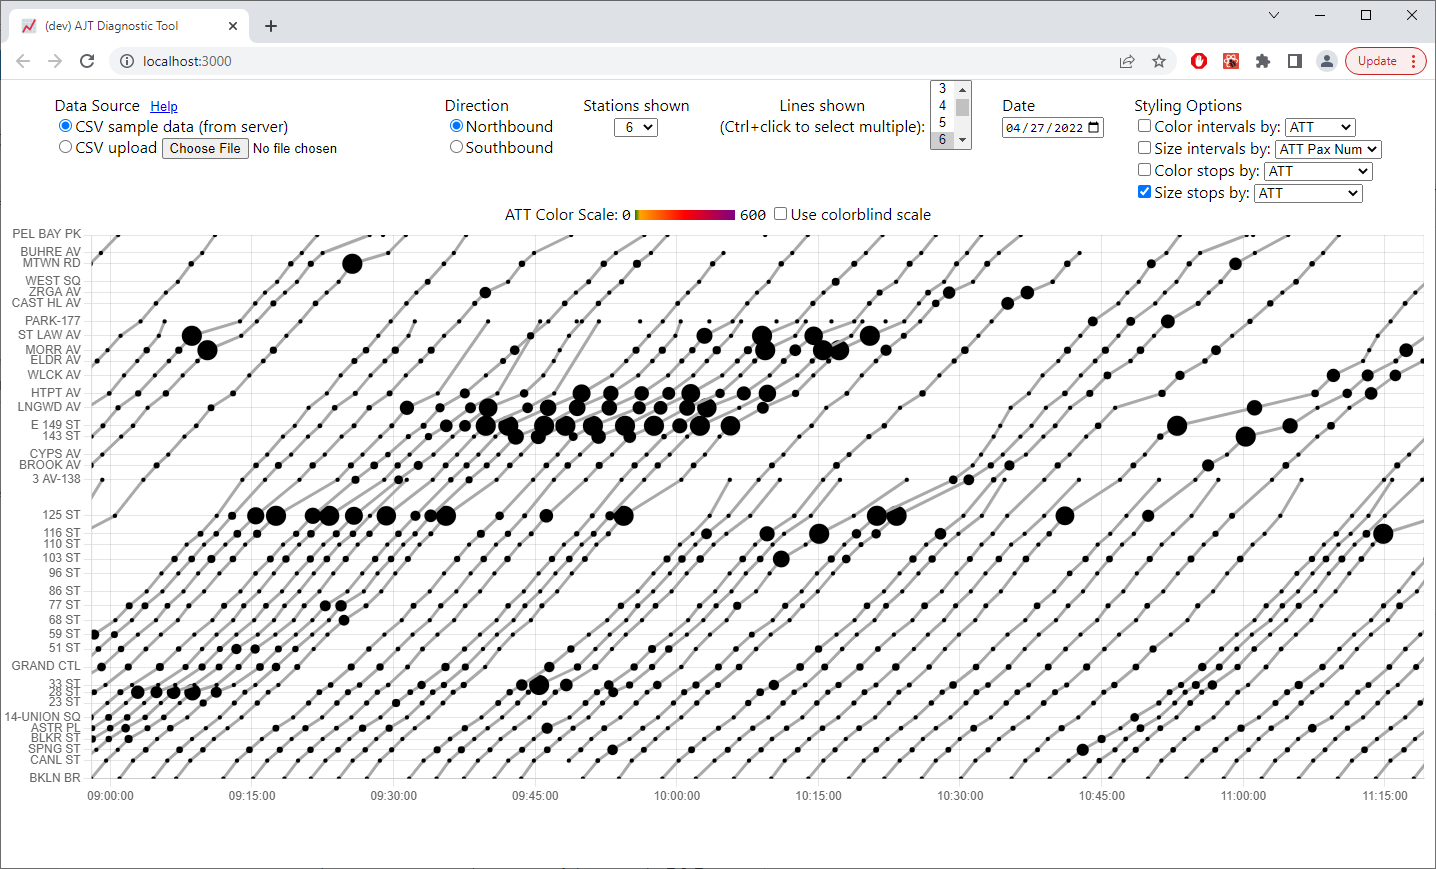 (dev) AJT Diagnostic Tool
localhost:3000
Update
Data Source Help
CSV sample data (from server)
CSV upload Choose File No file chosen
Direction
Northbound
Southbound
Stations shown
6
Lines shown
(Ctrl+click to select multiple):
3
4
5
6
Date
04/27/2022
Styling Options
Color intervals by: ATT
Size intervals by: ATT Pax Num
Color stops by: ATT
Size stops by: ATT
ATT Color Scale: 0 600 Use colorblind scale
PEL BAY PK
BUHRE AV
MTWN RD
WEST SQ
ZRGA AV
CAST HL AV
PARK-177
ST LAW AV
MORR AV
ELDR AV
WLCK AV
HTPT AV
LNGWD AV
E 149 ST
143 ST
CYPS AV
BROOK AV
3 AV-138
125 ST
116 ST
110 ST
103 ST
96 ST
86 ST
77 ST
68 ST
59 ST
51 ST
GRAND CTL
33 ST
28 ST
23 ST
14-UNION SQ
ASTR PL
BLKR ST
SPNG ST
CANL ST
BKLN BR
09:00:00 09:15:00 09:30:00 09:45:00 10:00:00 10:15:00 10:30:00 10:45:00 11:00:00 11:15:00